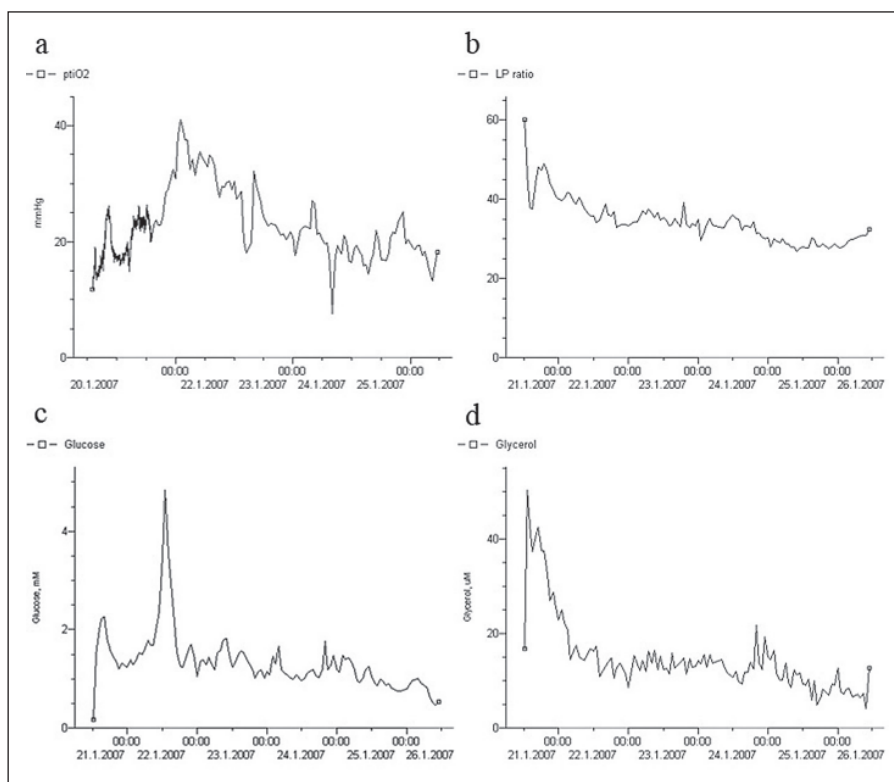 a
ptiO2
mmHg
40
20
0
00:00 00:00 00:00
20.1.2007 22.1.2007 23.1.2007 24.1.2007 25.1.2007
b
LP ratio
60
40
20
0
00:00 00:00 00:00 00:00 00:00
21.1.2007 22.1.2007 23.1.2007 24.1.2007 25.1.2007 26.1.2007
c
Glucose
Glucose, mM
4
2
0
00:00 00:00 00:00 00:00 00:00
21.1.2007 22.1.2007 23.1.2007 24.1.2007 25.1.2007 26.1.2007
d
Glycerol
Glycerol, uM
40
20
0
00:00 00:00 00:00 00:00 00:00
21.1.2007 22.1.2007 23.1.2007 24.1.2007 25.1.2007 26.1.2007